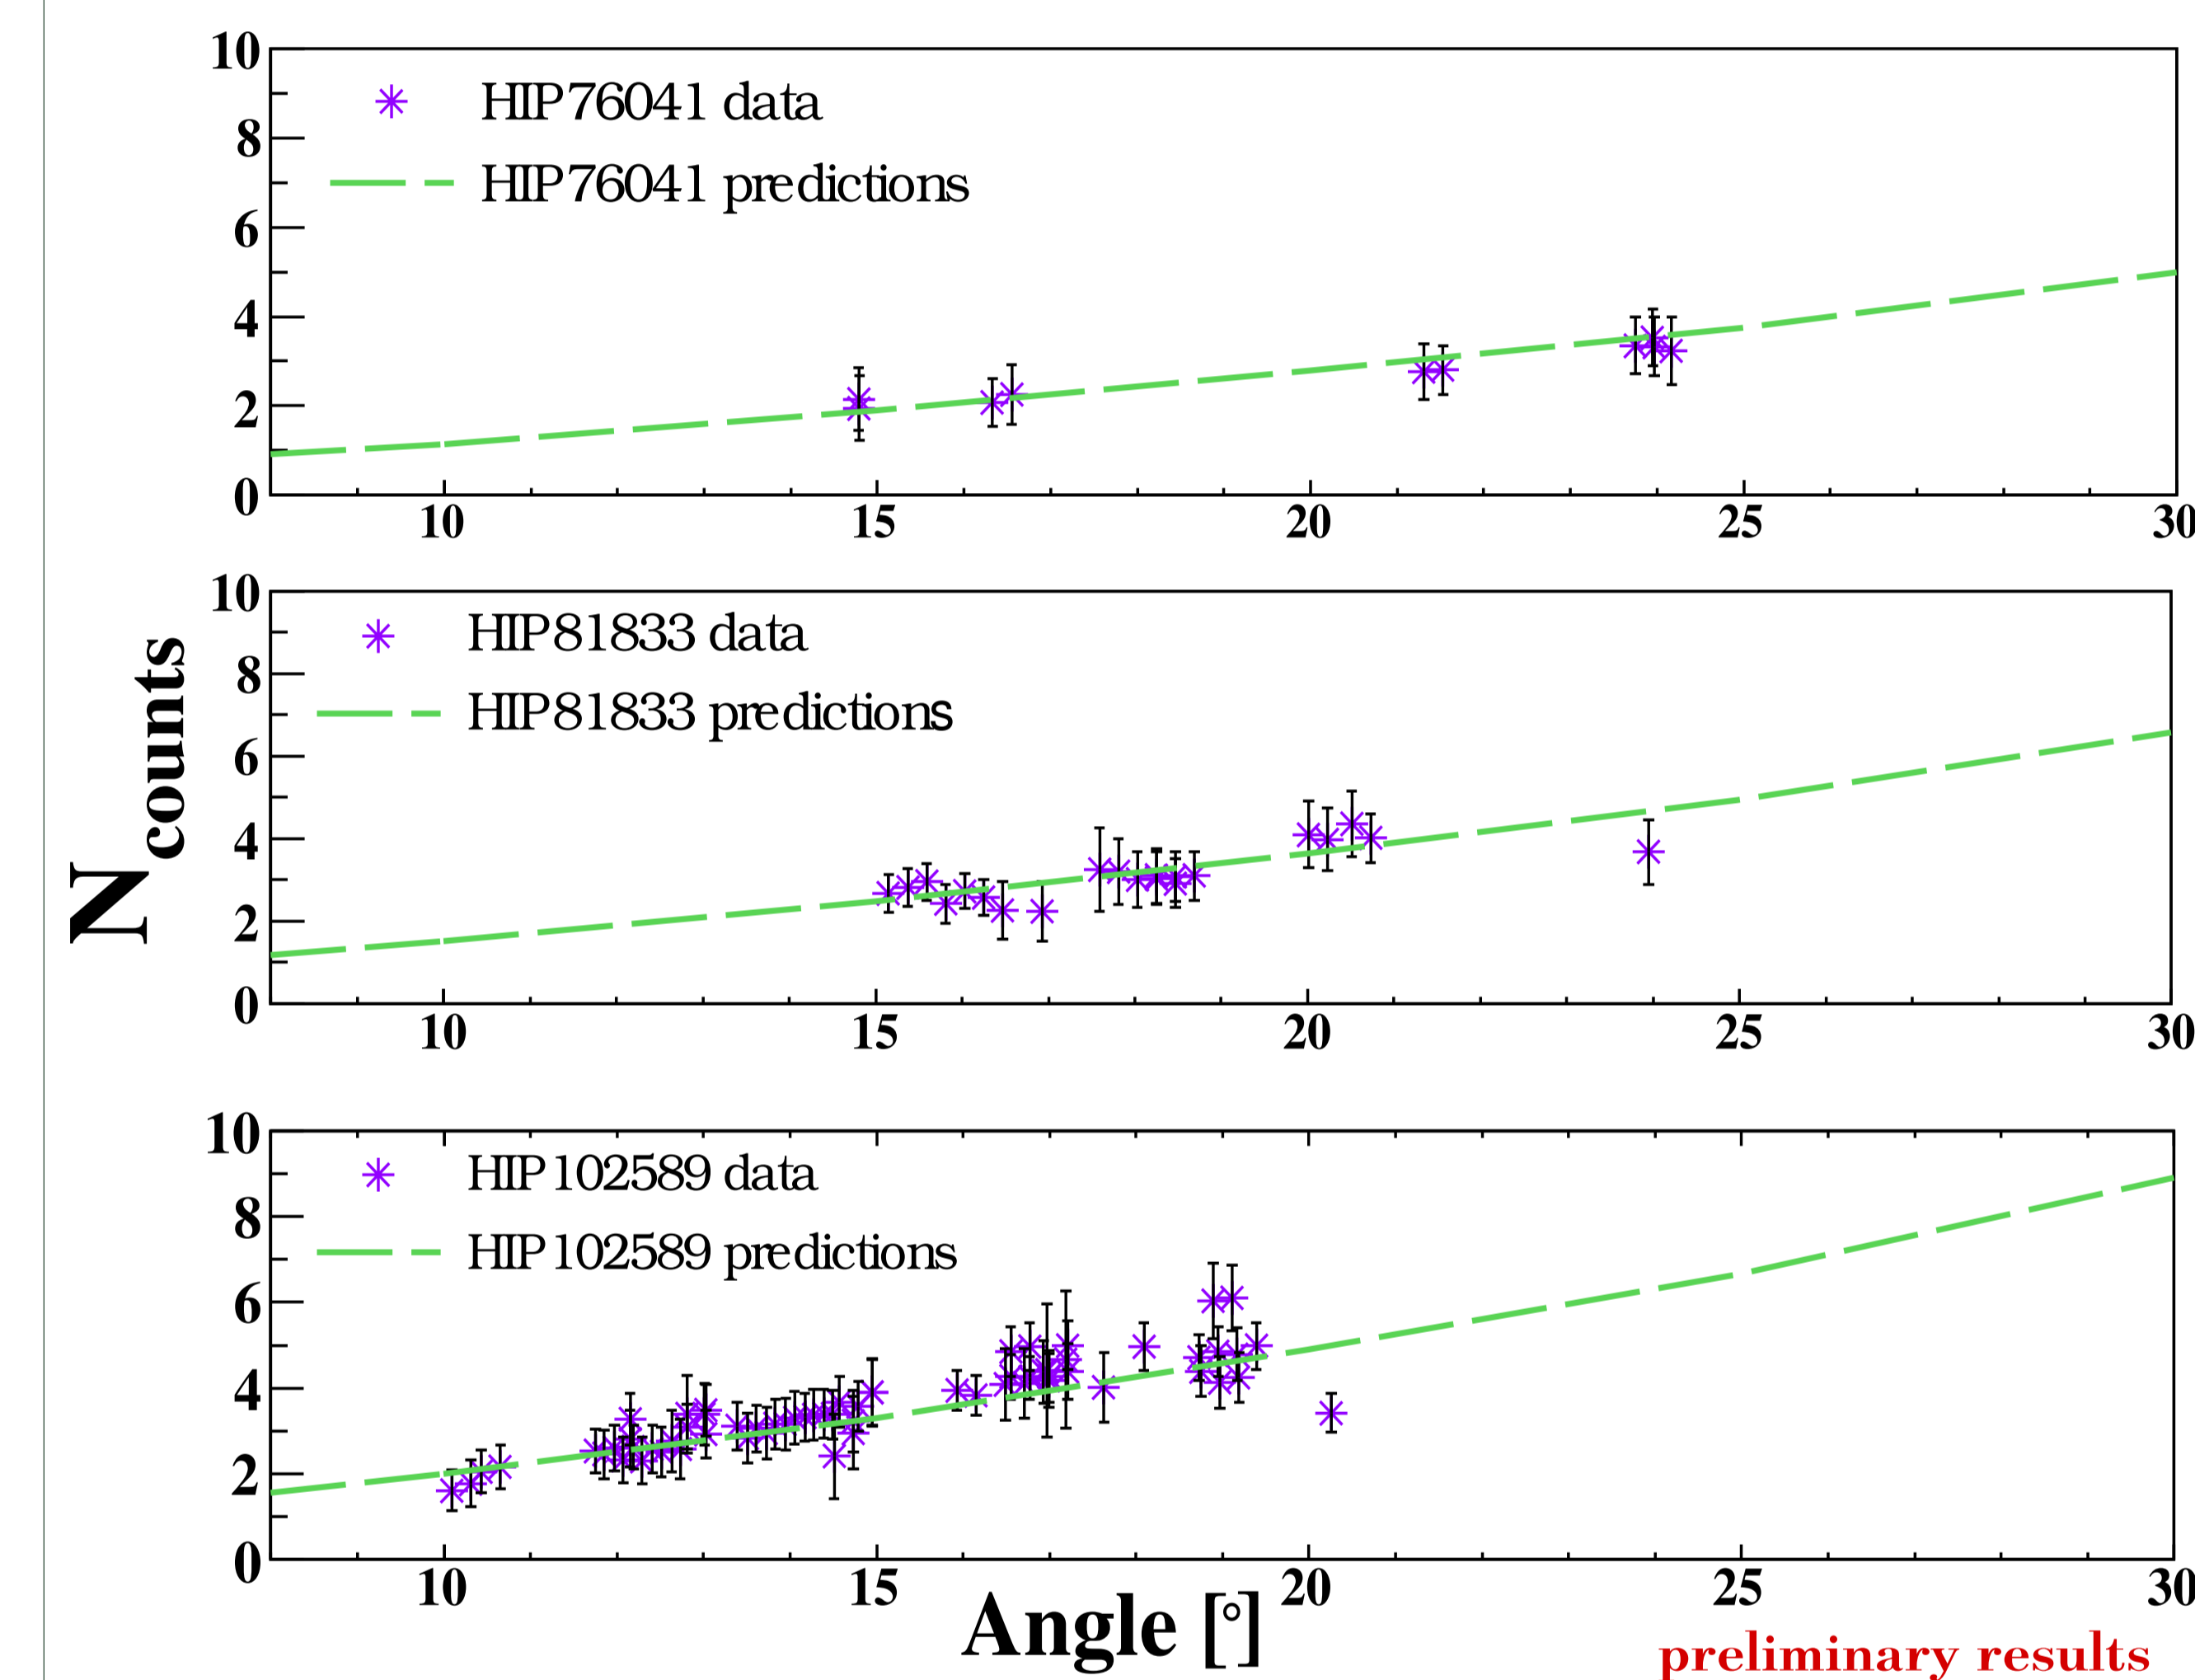 10
HIP76041 data
8
HIP76041 predictions
6
4
2
0
10 15 20 25 30
10
HIP81833 data
8
HIP81833 predictions
6
4
2
0
10 15 20 25 30
N counts
10
HIP102589 data
8
HIP102589 predictions
6
4
2
0
10 15 20 25 30
Angle [°]
preliminary results